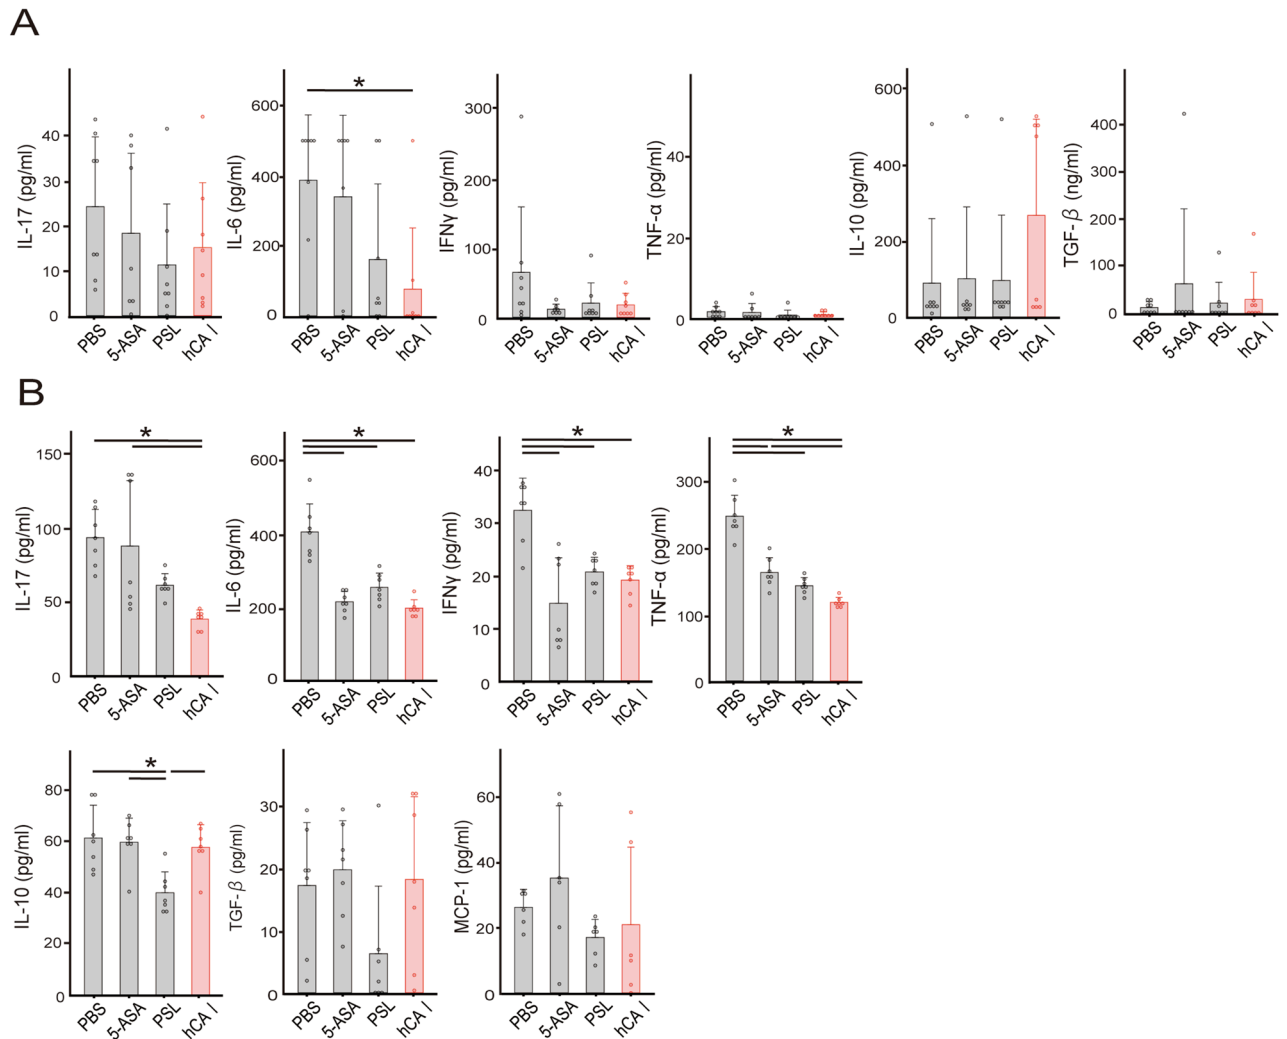 A
IL-17 (pg/ml)
40
30
20
10
0
PBS
5-ASA
PSL
hCA I
IL-6 (pg/ml)
*
600
400
200
0
PBS
5-ASA
PSL
hCA I
IFNγ (pg/ml)
300
200
100
0
PBS
5-ASA
PSL
hCA I
TNF-α (pg/ml)
40
20
0
PBS
5-ASA
PSL
hCA I
IL-10 (pg/ml)
600
400
200
0
PBS
5-ASA
PSL
hCA I
TGF-β (ng/ml)
400
300
200
100
0
PBS
5-ASA
PSL
hCA I
B
IL-17 (pg/ml)
*
150
100
50
0
PBS
5-ASA
PSL
hCA I
IL-6 (pg/ml)
*
600
400
200
0
PBS
5-ASA
PSL
hCA I
IFNγ (pg/ml)
*
40
30
20
10
0
PBS
5-ASA
PSL
hCA I
TNF-α (pg/ml)
*
300
200
100
0
PBS
5-ASA
PSL
hCA I
IL-10 (pg/ml)
*
80
60
40
20
0
PBS
5-ASA
PSL
hCA I
TGF-β (pg/ml)
30
20
10
0
PBS
5-ASA
PSL
hCA I
MCP-1 (pg/ml)
60
40
20
0
PBS
5-ASA
PSL
hCA I